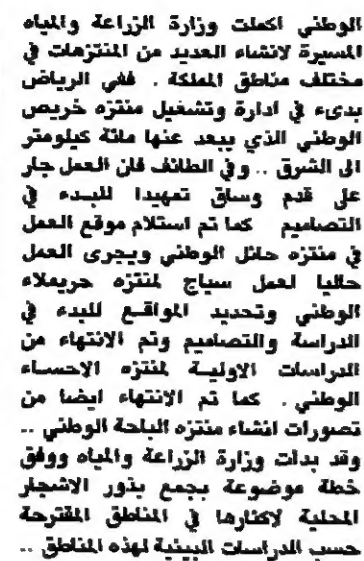 الوطني اكملت وزارة الزراعة والمياه
المسيرة لانشاء العديد من المنتزهات في
مختلف مناطق المملكة . ففي الرياض
بدىء في ادارة وتشغيل منتزه خريص
الوطني الذي يبعد عنها مائة كيلومتر
الى الشرق .. وفي الطائف فان العمل جار
على قدم وساق تمهيدا للبدء في
التصاميم كما تم استلام موقع العمل
في منتزه حائل الوطني ويجرى العمل
حاليا لعمل سياج لمنتزه حريملاء
الوطني وتحديد المواقع للبدء في
الدراسة والتصاميم وتم الانتهاء من
الدراسات الاولية لمنتزه الاحساء
الوطني . كما تم الانتهاء ايضا من
تصورات انشاء منتزه الباحة الوطني ..
وقد بدات وزارة الزراعة والمياه ووفق
خطة موضوعة بجمع بذور الاشجار
المحلية لاكثارها في المناطق المقترحة
حسب الدراسات البيئية لهذه المناطق ..